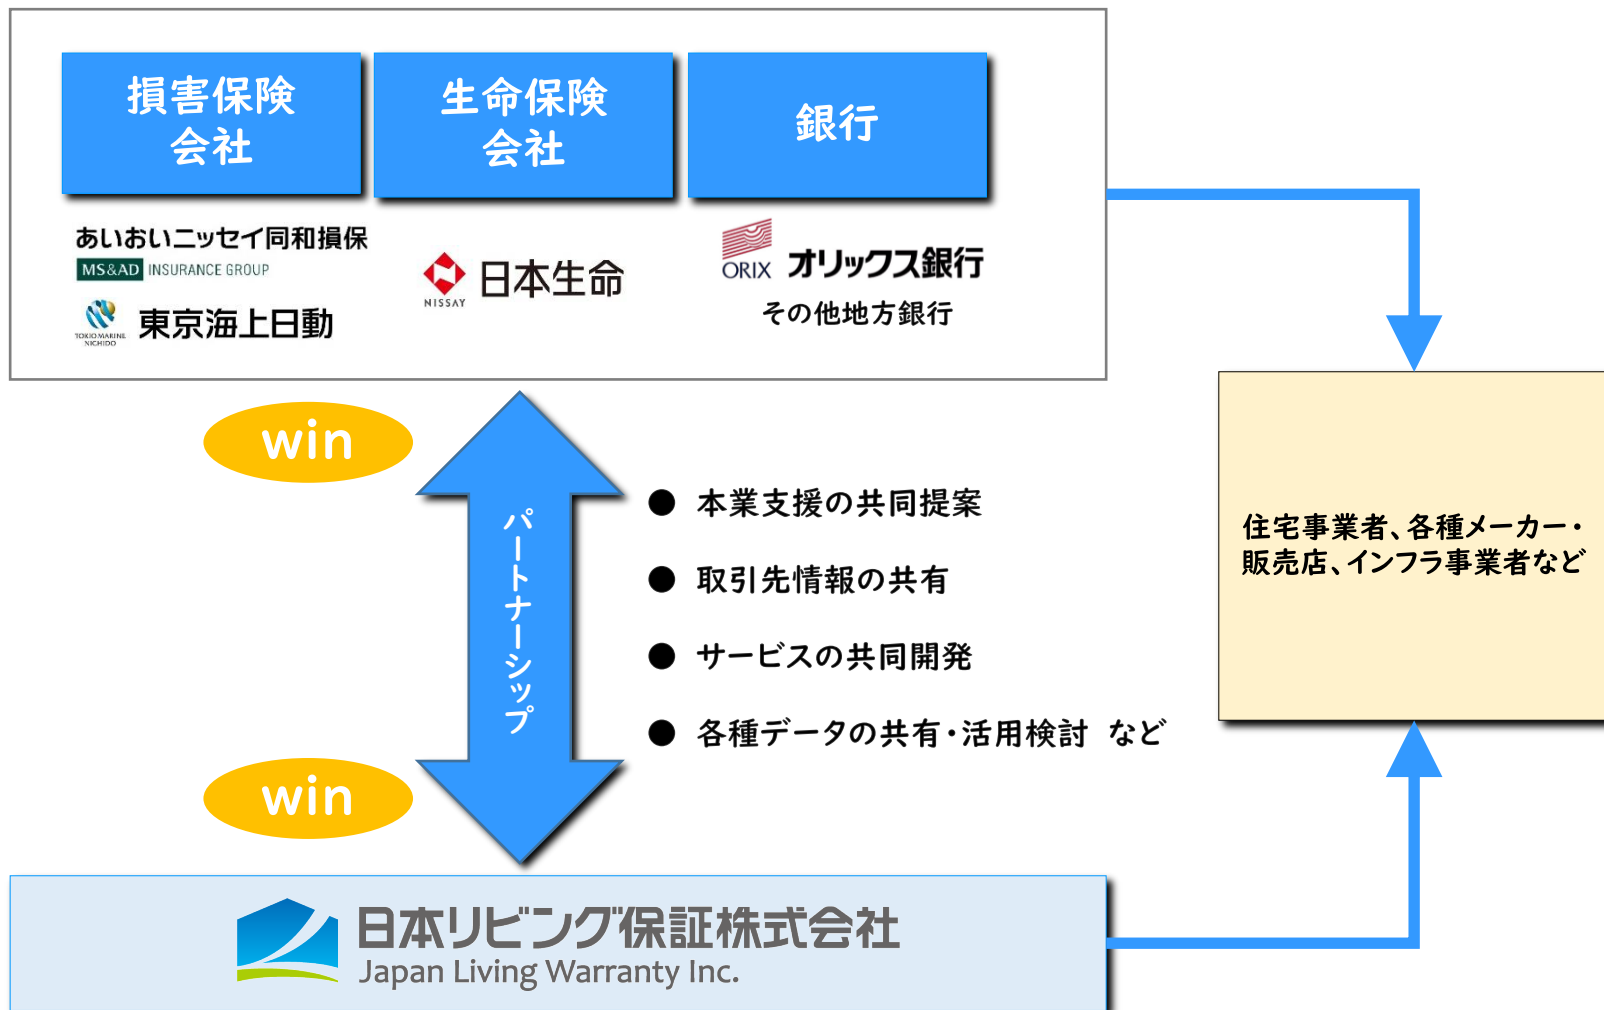 損害保険
会社
生命保険
会社
銀行
あいおいニッセイ同和損保
MS&AD INSURANCE GROUP
TOKIO MARINE
NICHIDO
東京海上日動
NISSAY
日本生命
ORIX
オリックス銀行
その他地方銀行
win
パートナーシップ
● 本業支援の共同提案
● 取引先情報の共有
● サービスの共同開発
● 各種データの共有・活用検討 など
win
住宅事業者、各種メーカー・
販売店、インフラ事業者など
日本リビング保証株式会社
Japan Living Warranty Inc.